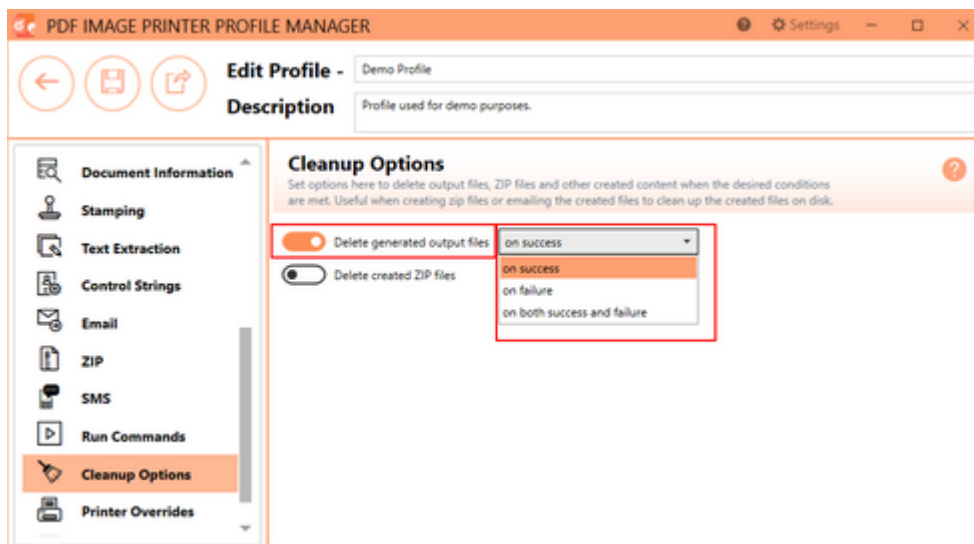 PDF IMAGE PRINTER PROFILE MANAGER
? Settings
Edit Profile - Demo Profile
Description Profile used for demo purposes.
Document Information
Stamping
Text Extraction
Control Strings
Email
ZIP
SMS
Run Commands
Cleanup Options
Printer Overrides
Cleanup Options
?
Set options here to delete output files, ZIP files and other created content when the desired conditions
are met. Useful when creating zip files or emailing the created files to clean up the created files on disk.
Delete generated output files on success
on success
on failure
on both success and failure
Delete created ZIP files